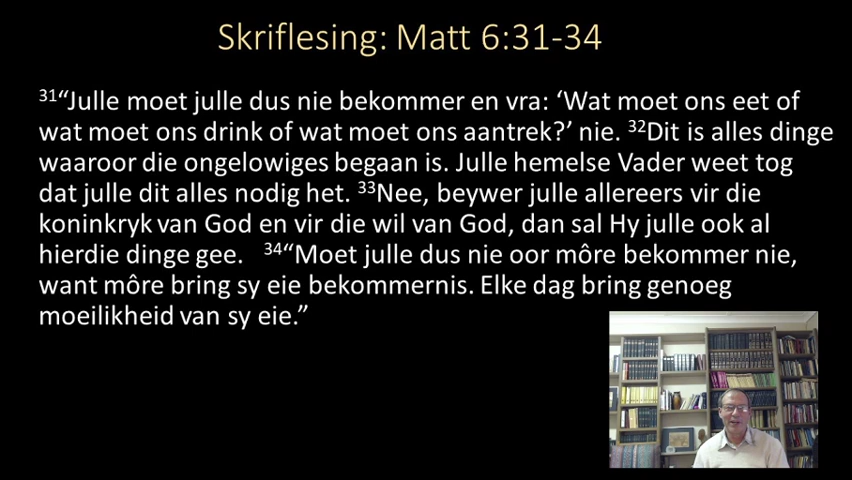 Skriflesing: Matt 6:31-34
31“Julle moet julle dus nie bekommer en vra: ‘Wat moet ons eet of
wat moet ons drink of wat moet ons aantrek?’ nie. 32Dit is alles dinge
waaroor die ongelowiges begaan is. Julle hemelse Vader weet tog
dat julle dit alles nodig het. 33Nee, beywer julle allereers vir die
koninkryk van God en vir die wil van God, dan sal Hy julle ook al
hierdie dinge gee. 34“Moet julle dus nie oor môre bekommer nie,
want môre bring sy eie bekommernis. Elke dag bring genoeg
moeilikheid van sy eie.”